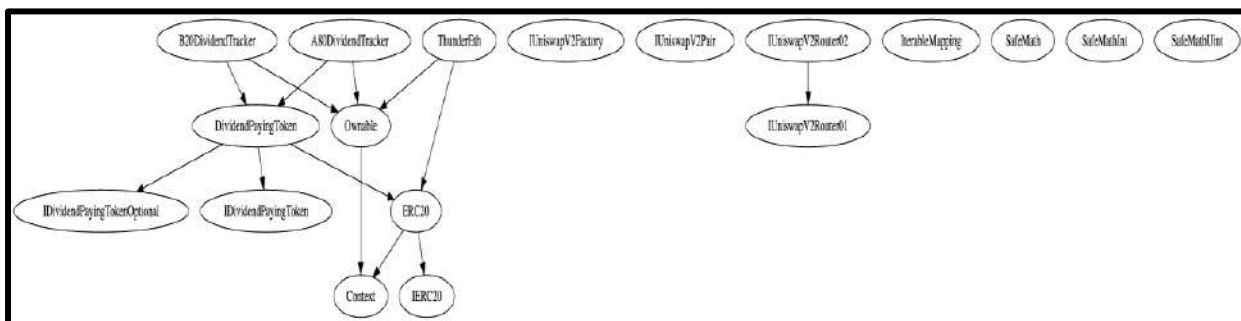 B20DividendTracker A80DividendTracker ThunderEth IUniswapV2Factory IUniswapV2Pair IUniswapV2Router02 IterableMapping SafeMath SafeMathInt SafeMathUint
DividendPayingToken Ownable IUniswapV2Router01
IDividendPayingTokenOptional IDividendPayingToken ERC20
Context IERC20